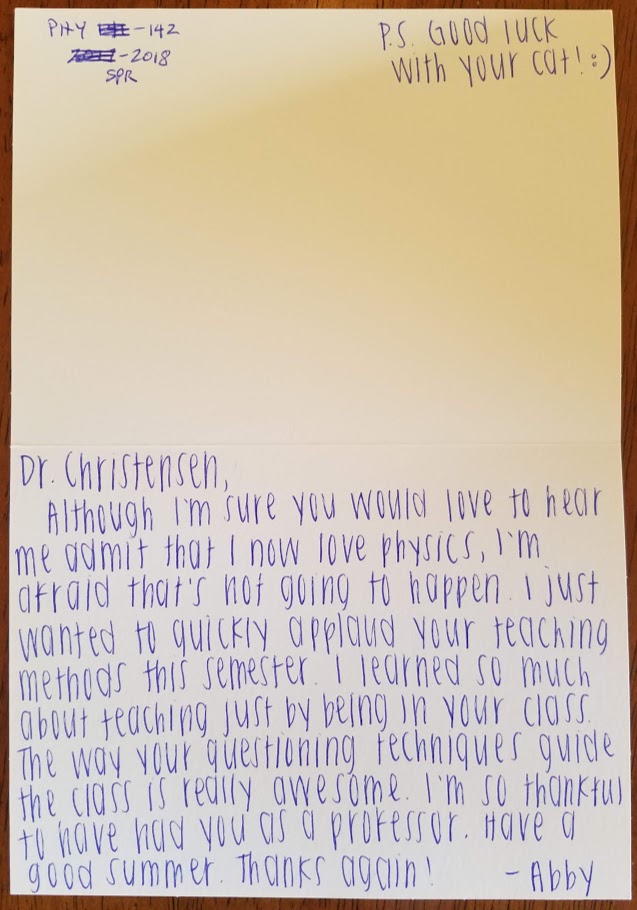 PHY -142
-2018
SPR
P.S. Good luck
with your cat! :)
Dr. Christensen,
Although I'm sure you would love to hear
me admit that I now love physics, I'm
afraid that's not going to happen. I just
wanted to quickly applaud your teaching
methods this semester. I learned so much
about teaching just by being in your class.
The way your questioning techniques guide
the class is really awesome. I'm so thankful
to have had you as a professor. Have a
good summer. Thanks again! - Abby